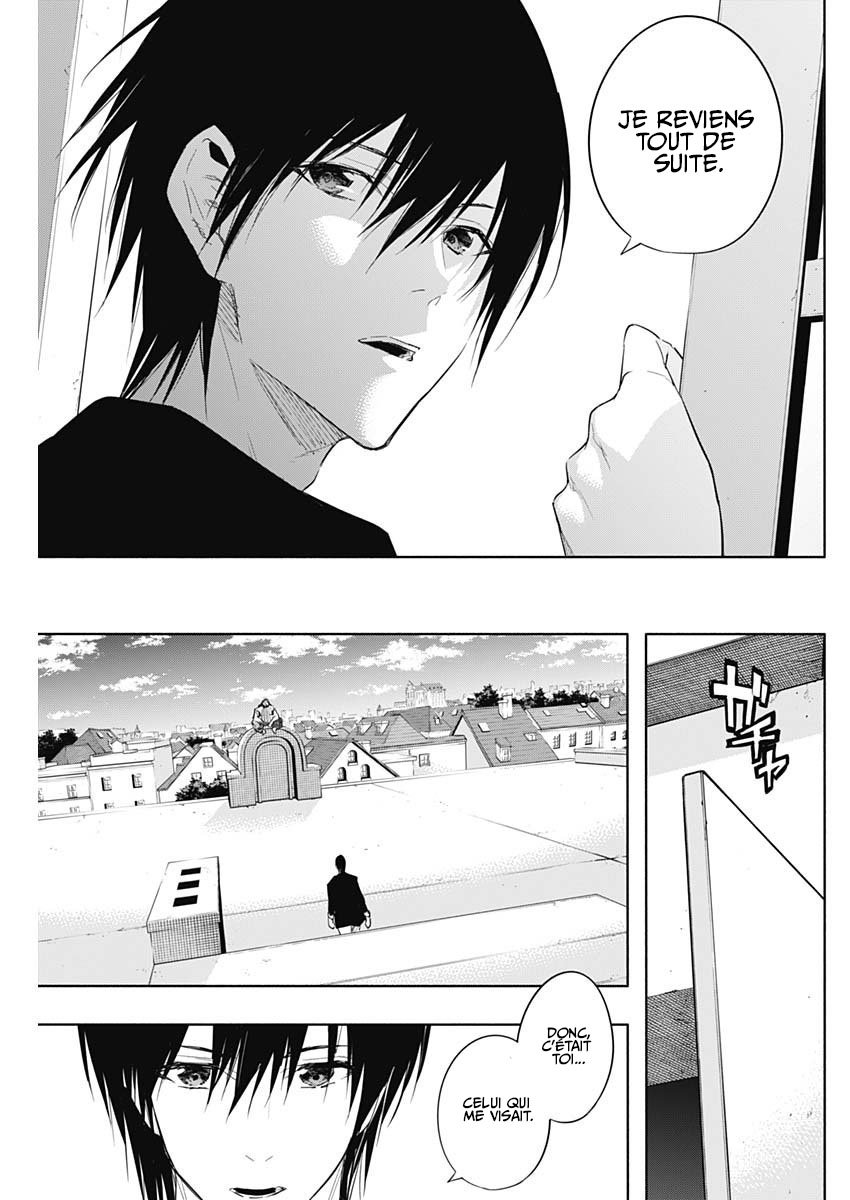 JE REVIENS
TOUT DE
SUITE.
ガチャ
DONC,
C'ÉTAIT
TOI...
CELUI QUI
ME VISAIT.